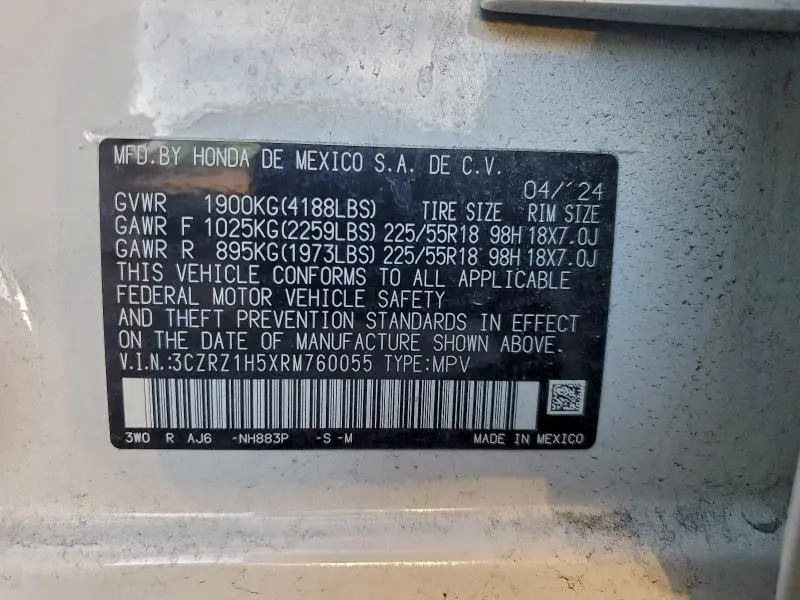 MFD.BY HONDA DE MEXICO S.A. DE C.V.
04/'24
GVWR 1900KG(4188LBS) TIRE SIZE RIM SIZE
GAWR F 1025KG(2259LBS) 225/55R18 98H 18X7.0J
GAWR R 895KG(1973LBS) 225/55R18 98H 18X7.0J
THIS VEHICLE CONFORMS TO ALL APPLICABLE
FEDERAL MOTOR VEHICLE SAFETY
AND THEFT PREVENTION STANDARDS IN EFFECT
ON THE DATE OF MANUFACTURE SHOWN ABOVE.
V.I.N.:3CZRZ1H5XRM760055 TYPE:MPV
3W0 R AJ6 -NH883P -S -M MADE IN MEXICO